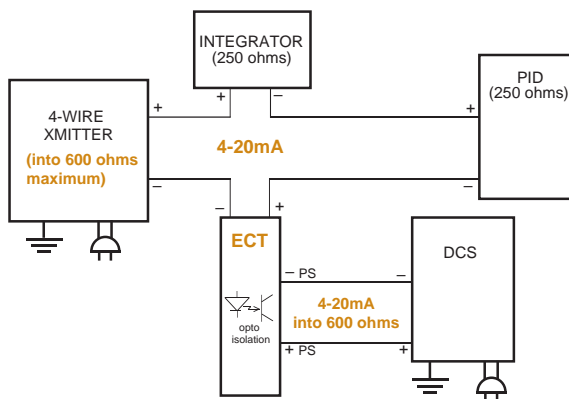 INTEGRATOR
(250 ohms)
+
–
4-WIRE
XMITTER
(into 600 ohms
maximum)
+
–
4-20mA
PID
(250 ohms)
+
–
–
+
ECT
opto
isolation
– PS
+ PS
4-20mA
into 600 ohms
–
+
DCS